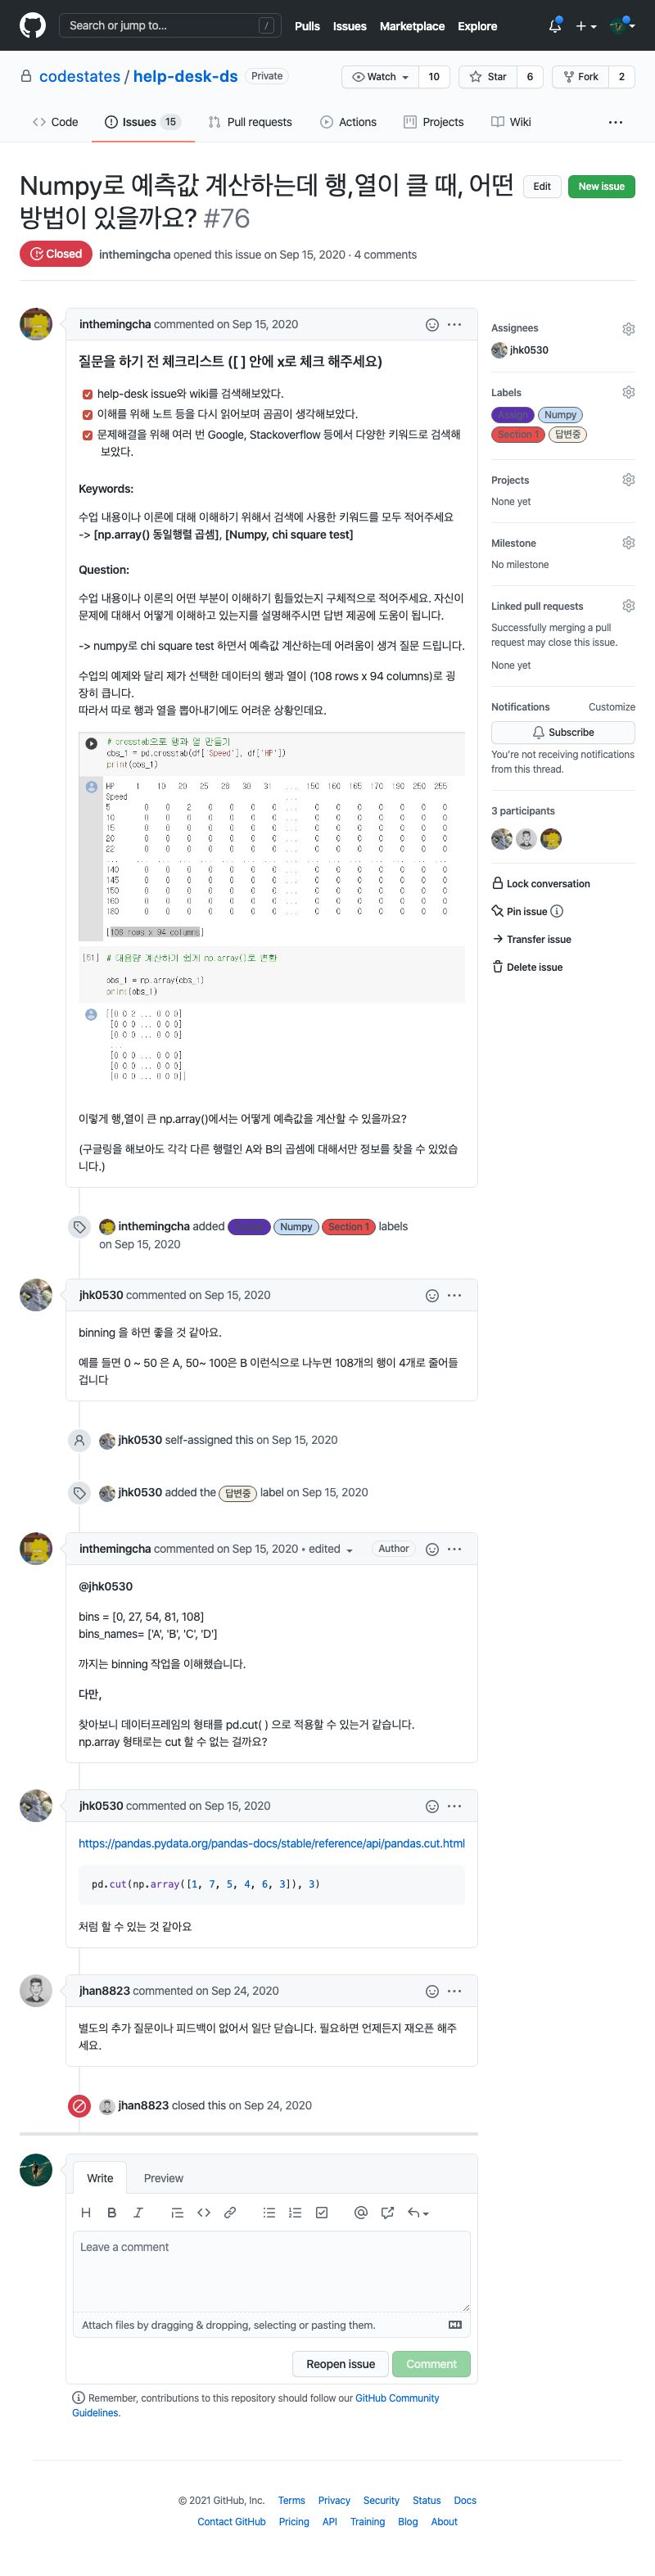 Search or jump to...
/
Pulls Issues Marketplace Explore
codestates / help-desk-ds Private
Watch 10 Star 6 Fork 2
Code Issues 15 Pull requests Actions Projects Wiki
Numpy로 예측값 계산하는데 행,열이 클 때, 어떤
방법이 있을까요? #76
Edit New issue
Closed inthemingcha opened this issue on Sep 15, 2020 · 4 comments
inthemingcha commented on Sep 15, 2020
질문을 하기 전 체크리스트 ([ ] 안에 x로 체크 해주세요)
help-desk issue와 wiki를 검색해보았다.
이해를 위해 노트 등을 다시 읽어보며 곰곰이 생각해보았다.
문제해결을 위해 여러 번 Google, Stackoverflow 등에서 다양한 키워드로 검색해
보았다.
Keywords:
수업 내용이나 이론에 대해 이해하기 위해서 검색에 사용한 키워드를 모두 적어주세요
-> [np.array() 동일행렬 곱셈], [Numpy, chi square test]
Question:
수업 내용이나 이론의 어떤 부분이 이해하기 힘들었는지 구체적으로 적어주세요. 자신이
문제에 대해서 어떻게 이해하고 있는지를 설명해주시면 답변 제공에 도움이 됩니다.
-> numpy로 chi square test 하면서 예측값 계산하는데 어려움이 생겨 질문 드립니다.
수업의 예제와 달리 제가 선택한 데이터의 행과 열이 (108 rows x 94 columns)로 굉
장히 큽니다.
따라서 따로 행과 열을 뽑아내기에도 어려운 상황인데요.
# crosstab으로 행과 열 만들기
obs_1 = pd.crosstab(df['Speed'], df['HP'])
print(obs_1)
HP 1 10 20 25 28 30 31 ... 150 160 165 170 190 250 255
Speed ...
5 0 0 2 0 0 0 0 ... 0 0 0 0 0 0 0
10 0 0 0 0 0 0 0 ... 0 0 0 0 0 0 0
15 0 0 0 0 0 0 0 ... 0 0 0 0 0 0 0
20 0 0 0 0 0 0 0
22 0 0 0 0 0 0 0 ... 0 0 0 0 0 0 0
... ... ... ... ... ... ... ... ... ... ... ... ... ... ... ...
140 0 0 0 0 0 0 0 ... 0 0 0 0 0 0 0
145 0 0 0 0 0 0 0 ... 0 0 0 0 0 0 0
150 0 0 0 0 0 0 0 ... 0 0 0 0 0 0 0
160 0 0 0 0 0 0 0 ... 0 0 0 0 0 0 0
180 0 0 0 0 0 0 0 ... 0 0 0 0 0 0 0
[108 rows x 94 columns]
[51] # 대용량 계산하기 쉽게 np.array()로 변환
obs_1 = np.array(obs_1)
print(obs_1)
[[0 0 2 ... 0 0 0]
[0 0 0 ... 0 0 0]
[0 0 0 ... 0 0 0]
...
[0 0 0 ... 0 0 0]
[0 0 0 ... 0 0 0]
[0 0 0 ... 0 0 0]]
이렇게 행,열이 큰 np.array()에서는 어떻게 예측값을 계산할 수 있을까요?
(구글링을 해보아도 각각 다른 행렬인 A와 B의 곱셈에 대해서만 정보를 찾을 수 있었습
니다.)
Assignees
jhk0530
Labels
Assign Numpy
Section 1 답변중
Projects
None yet
Milestone
No milestone
Linked pull requests
Successfully merging a pull
request may close this issue.
None yet
Notifications Customize
Subscribe
You're not receiving notifications
from this thread.
3 participants
Lock conversation
Pin issue
Transfer issue
Delete issue
inthemingcha added Assign Numpy Section 1 labels
on Sep 15, 2020
jhk0530 commented on Sep 15, 2020
binning 을 하면 좋을 것 같아요.
예를 들면 0 ~ 50 은 A, 50~ 100은 B 이런식으로 나누면 108개의 행이 4개로 줄어들
겁니다
jhk0530 self-assigned this on Sep 15, 2020
jhk0530 added the 답변중 label on Sep 15, 2020
inthemingcha commented on Sep 15, 2020 • edited Author
@jhk0530
bins = [0, 27, 54, 81, 108]
bins_names= ['A', 'B', 'C', 'D']
까지는 binning 작업을 이해했습니다.
다만,
찾아보니 데이터프레임의 형태를 pd.cut( ) 으로 적용할 수 있는거 같습니다.
np.array 형태로는 cut 할 수 없는 걸까요?
jhk0530 commented on Sep 15, 2020
https://pandas.pydata.org/pandas-docs/stable/reference/api/pandas.cut.html
pd.cut(np.array([1, 7, 5, 4, 6, 3]), 3)
처럼 할 수 있는 것 같아요
jhan8823 commented on Sep 24, 2020
별도의 추가 질문이나 피드백이 없어서 일단 닫습니다. 필요하면 언제든지 재오픈 해주
세요.
jhan8823 closed this on Sep 24, 2020
Write Preview
Leave a comment
Attach files by dragging & dropping, selecting or pasting them.
Reopen issue Comment
Remember, contributions to this repository should follow our GitHub Community
Guidelines.
© 2021 GitHub, Inc. Terms Privacy Security Status Docs
Contact GitHub Pricing API Training Blog About